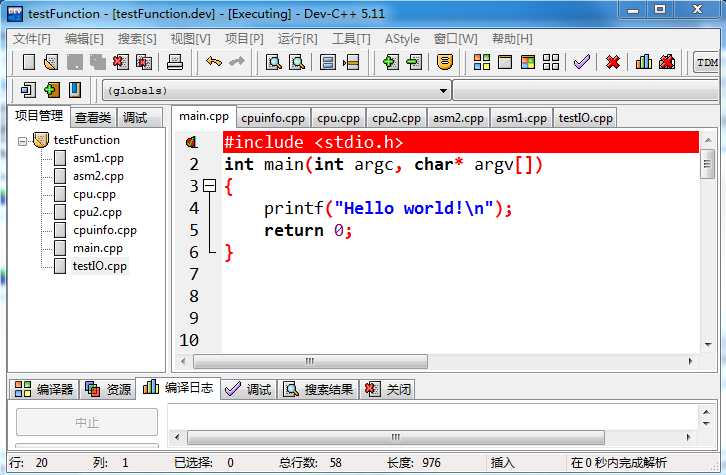 testFunction - [testFunction.dev] - [Executing] - Dev-C++ 5.11
文件[F] 编辑[E] 搜索[S] 视图[V] 项目[P] 运行[R] 工具[T] AStyle 窗口[W] 帮助[H]
TDM
(globals)
项目管理 查看类 调试
main.cpp cpuinfo.cpp cpu.cpp cpu2.cpp asm2.cpp asm1.cpp testIO.cpp
testFunction
asm1.cpp
asm2.cpp
cpu.cpp
cpu2.cpp
cpuinfo.cpp
main.cpp
testIO.cpp
1 #include <stdio.h>
2 int main(int argc, char* argv[])
3 {
4 printf("Hello world!\n");
5 return 0;
6 }
7
8
9
10
编译器 资源 编译日志 调试 搜索结果 关闭
中止
行: 20 列: 1 已选择: 0 总行数: 58 长度: 976 插入 在 0 秒内完成解析